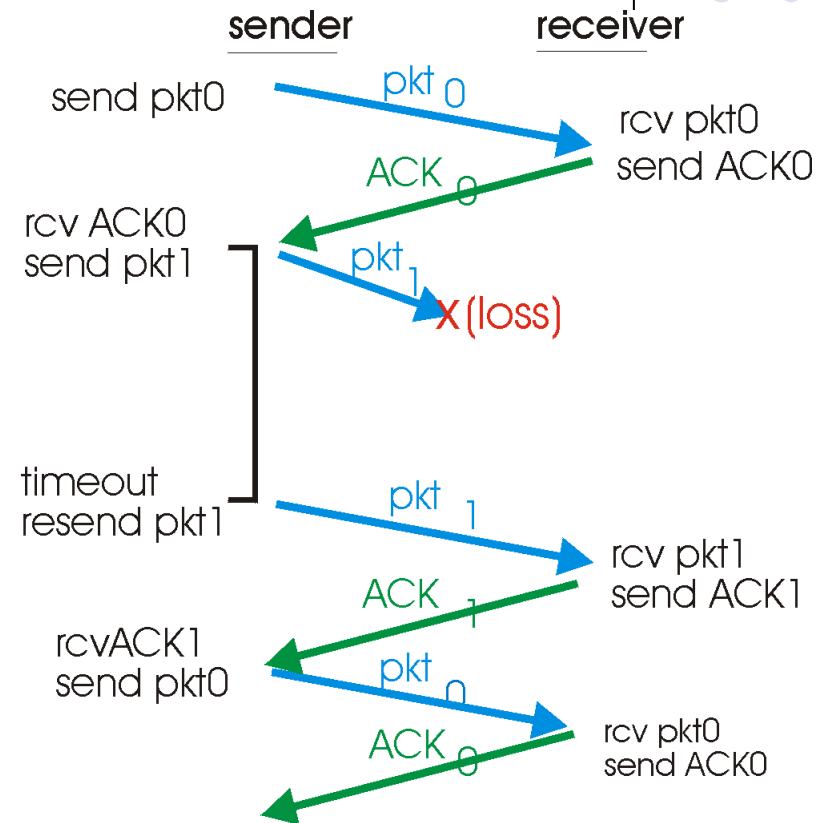 sender
receiver
send pkt0
pkt 0
rcv pkt0
send ACK0
ACK 0
rcv ACK0
send pkt1
pkt 1
X (loss)
timeout
resend pkt1
pkt 1
rcv pkt1
send ACK1
ACK 1
rcvACK1
send pkt0
pkt 0
rcv pkt0
send ACK0
ACK 0